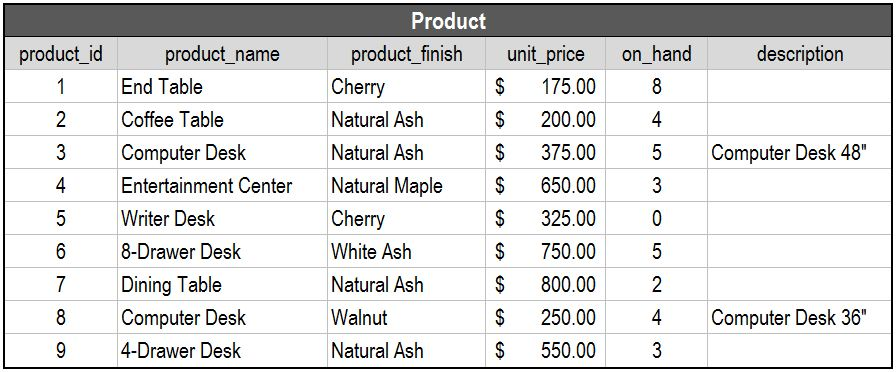 Product
product_id product_name product_finish unit_price on_hand description
1 End Table Cherry $ 175.00 8
2 Coffee Table Natural Ash $ 200.00 4
3 Computer Desk Natural Ash $ 375.00 5 Computer Desk 48"
4 Entertainment Center Natural Maple $ 650.00 3
5 Writer Desk Cherry $ 325.00 0
6 8-Drawer Desk White Ash $ 750.00 5
7 Dining Table Natural Ash $ 800.00 2
8 Computer Desk Walnut $ 250.00 4 Computer Desk 36"
9 4-Drawer Desk Natural Ash $ 550.00 3